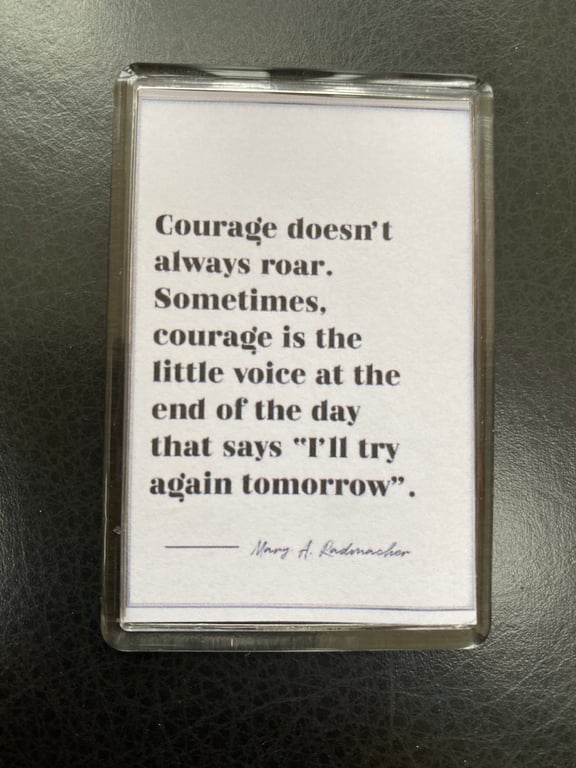 Courage doesn't
always roar.
Sometimes,
courage is the
little voice at the
end of the day
that says "I'll try
again tomorrow".
Mary A. Radmacher